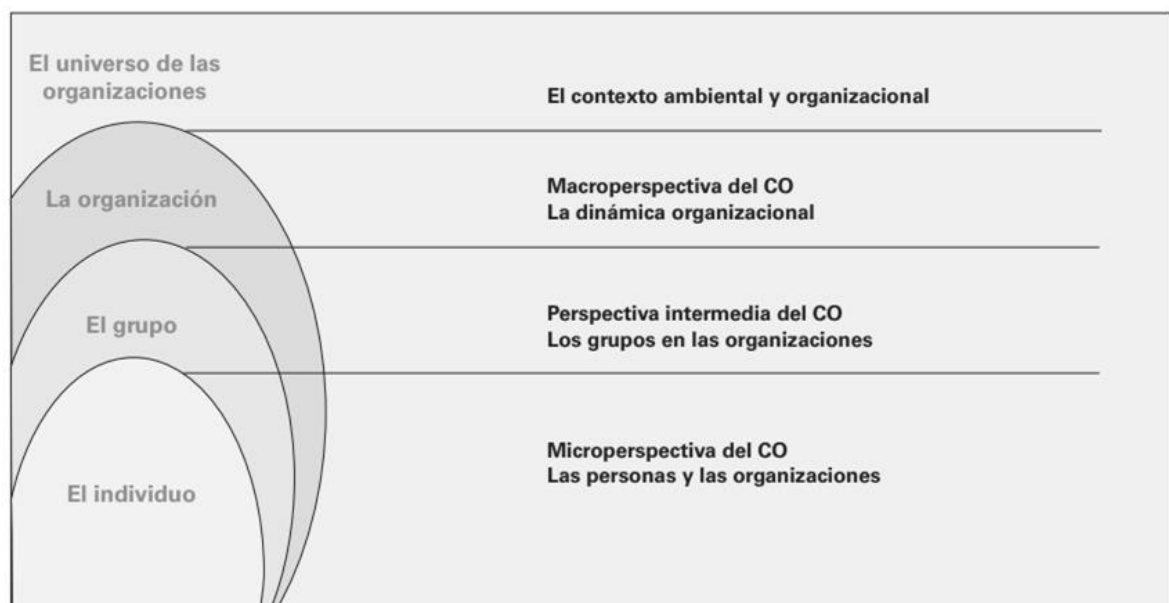 El universo de las
organizaciones
El contexto ambiental y organizacional
La organización
Macroperspectiva del CO
La dinámica organizacional
El grupo
Perspectiva intermedia del CO
Los grupos en las organizaciones
El individuo
Microperspectiva del CO
Las personas y las organizaciones